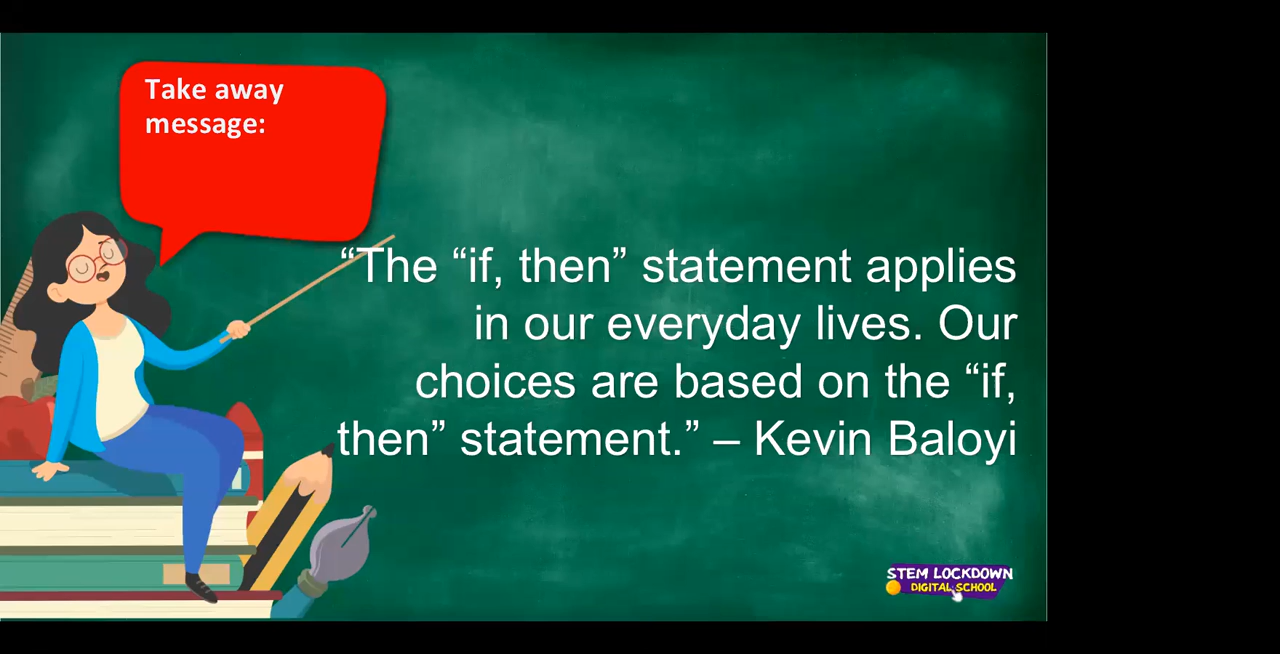 Take away
message:
“The “if, then” statement applies
in our everyday lives. Our
choices are based on the “if,
then” statement.” – Kevin Baloyi
STEM LOCKDOWN
DIGITAL SCHOOL